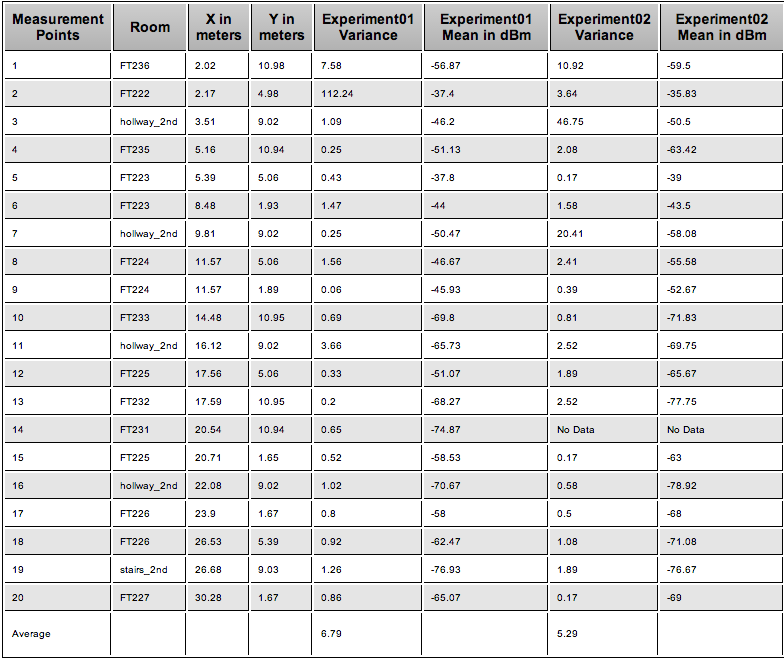 Measurement Points Room X in meters Y in meters Experiment01 Variance Experiment01 Mean in dBm Experiment02 Variance Experiment02 Mean in dBm
1 FT236 2.02 10.98 7.58 -56.87 10.92 -59.5
2 FT222 2.17 4.98 112.24 -37.4 3.64 -35.83
3 hollway_2nd 3.51 9.02 1.09 -46.2 46.75 -50.5
4 FT235 5.16 10.94 0.25 -51.13 2.08 -63.42
5 FT223 5.39 5.06 0.43 -37.8 0.17 -39
6 FT223 8.48 1.93 1.47 -44 1.58 -43.5
7 hollway_2nd 9.81 9.02 0.25 -50.47 20.41 -58.08
8 FT224 11.57 5.06 1.56 -46.67 2.41 -55.58
9 FT224 11.57 1.89 0.06 -45.93 0.39 -52.67
10 FT233 14.48 10.95 0.69 -69.8 0.81 -71.83
11 hollway_2nd 16.12 9.02 3.66 -65.73 2.52 -69.75
12 FT225 17.56 5.06 0.33 -51.07 1.89 -65.67
13 FT232 17.59 10.95 0.2 -68.27 2.52 -77.75
14 FT231 20.54 10.94 0.65 -74.87 No Data No Data
15 FT225 20.71 1.65 0.52 -58.53 0.17 -63
16 hollway_2nd 22.08 9.02 1.02 -70.67 0.58 -78.92
17 FT226 23.9 1.67 0.8 -58 0.5 -68
18 FT226 26.53 5.39 0.92 -62.47 1.08 -71.08
19 stairs_2nd 26.68 9.03 1.26 -76.93 1.89 -76.67
20 FT227 30.28 1.67 0.86 -65.07 0.17 -69
Average 6.79 5.29